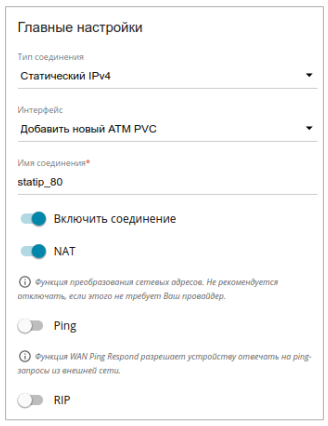 Главные настройки
Тип соединения
Статический IPv4
Интерфейс
Добавить новый ATM PVC
Имя соединения*
statip_80
Включить соединение
NAT
Функция преобразования сетевых адресов. Не рекомендуется
отключать, если этого не требует Ваш провайдер.
Ping
Функция WAN Ping Respond разрешает устройству отвечать на ping-
запросы из внешней сети.
RIP